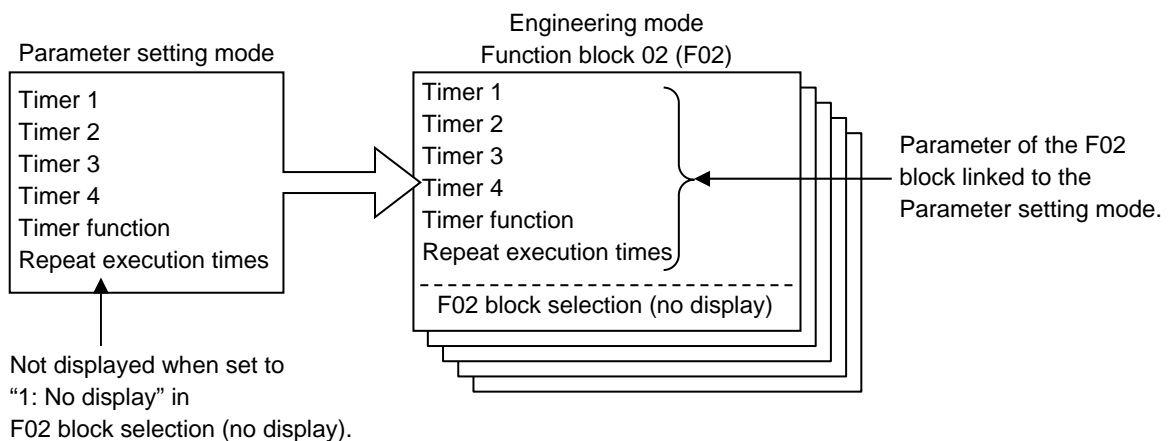 Parameter setting mode
Timer 1
Timer 2
Timer 3
Timer 4
Timer function
Repeat execution times
Not displayed when set to
“1: No display” in
F02 block selection (no display).
Engineering mode
Function block 02 (F02)
Timer 1
Timer 2
Timer 3
Timer 4
Timer function
Repeat execution times
F02 block selection (no display)
Parameter of the F02
block linked to the
Parameter setting mode.